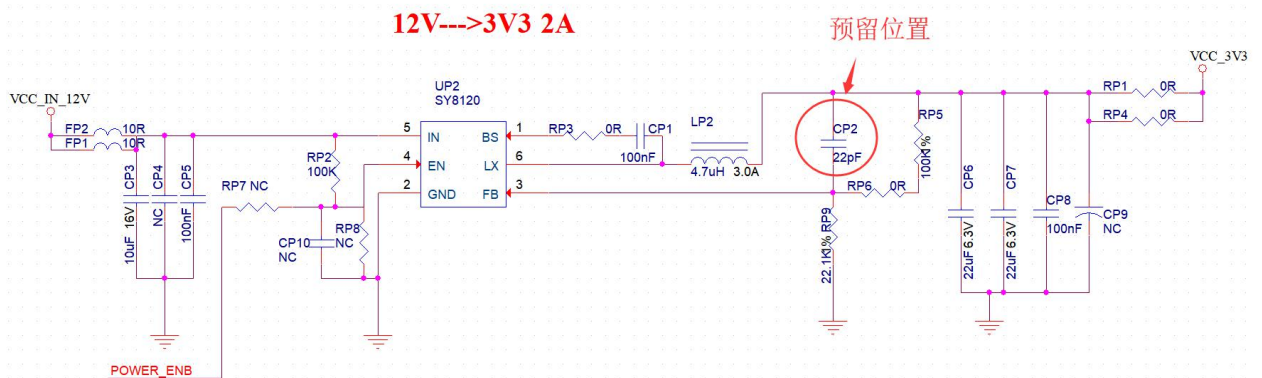 12V--->3V3 2A
预留位置
VCC_3V3
VCC_IN_12V
UP2
SY8120
RP1 0R
FP2 10R
FP1 10R
RP4 0R
5 IN BS 1
RP3 0R CP1
100nF
LP2
4.7uH 3.0A
CP2
22pF
RP5
100K1%
RP2
100K
4 EN LX 6
2 GND FB 3
RP6 0R
RP7 NC
CP3
10uF 16V
CP4
NC
CP5
100nF
CP10
NC
RP8
NC
RP9
22.1K1%
CP6
22uF 6.3V
CP7
22uF 6.3V
CP8
100nF
CP9
NC
POWER_ENB